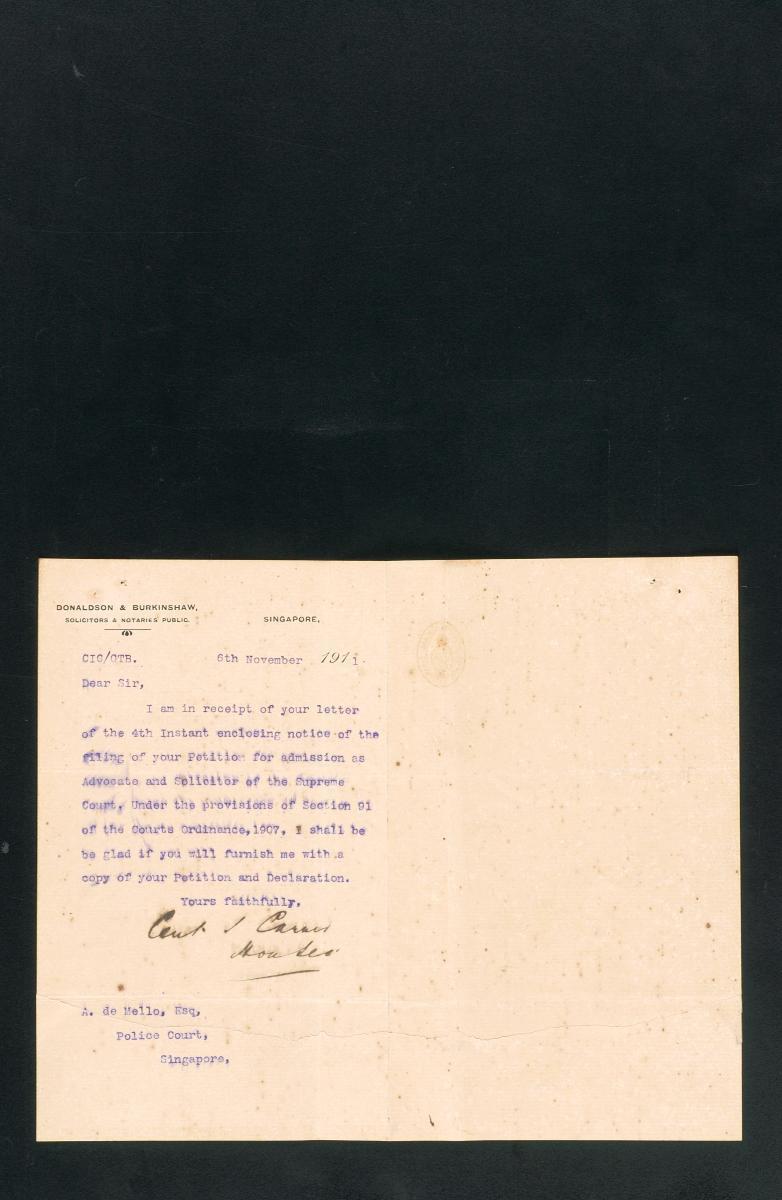 DONALDSON & BURKINSHAW,
SOLICITORS & NOTARIES PUBLIC.
SINGAPORE,
CIG/OTB. 6th November 1911.
Dear Sir,
I am in receipt of your letter
of the 4th Instant enclosing notice of the
filing of your Petition for admission as
Advocate and Solicitor of the Supreme
Court. Under the provisions of Section 91
of the Courts Ordinance,1907, I shall be
be glad if you will furnish me with a
copy of your Petition and Declaration.
Yours faithfully,
A. de Mello, Esq,
Police Court,
Singapore,